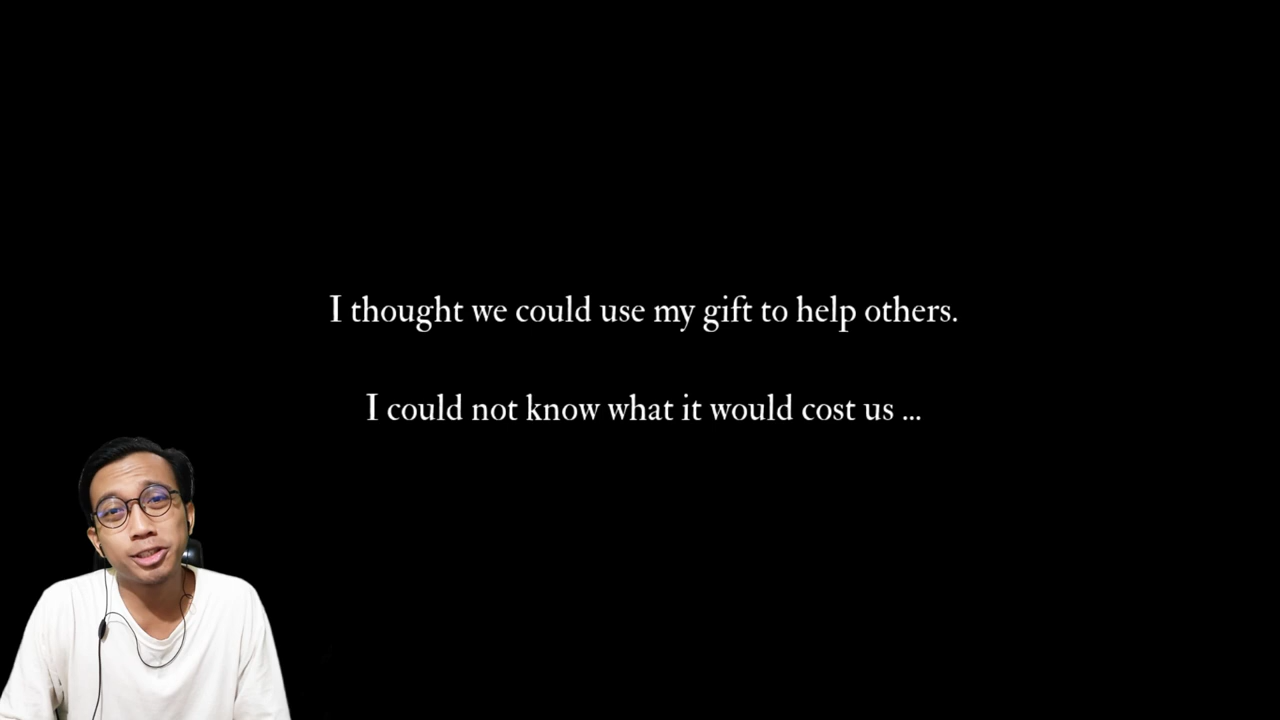 I thought we could use my gift to help others.
I could not know what it would cost us ...